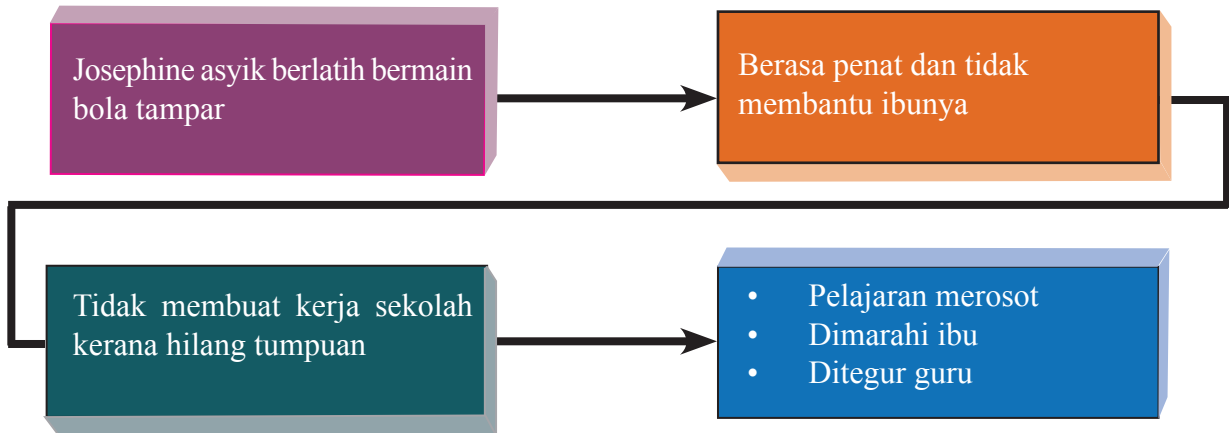 Josephine asyik berlatih bermain
bola tampar
Berasa penat dan tidak
membantu ibunya
Tidak membuat kerja sekolah
kerana hilang tumpuan
• Pelajaran merosot
• Dimarahi ibu
• Ditegur guru